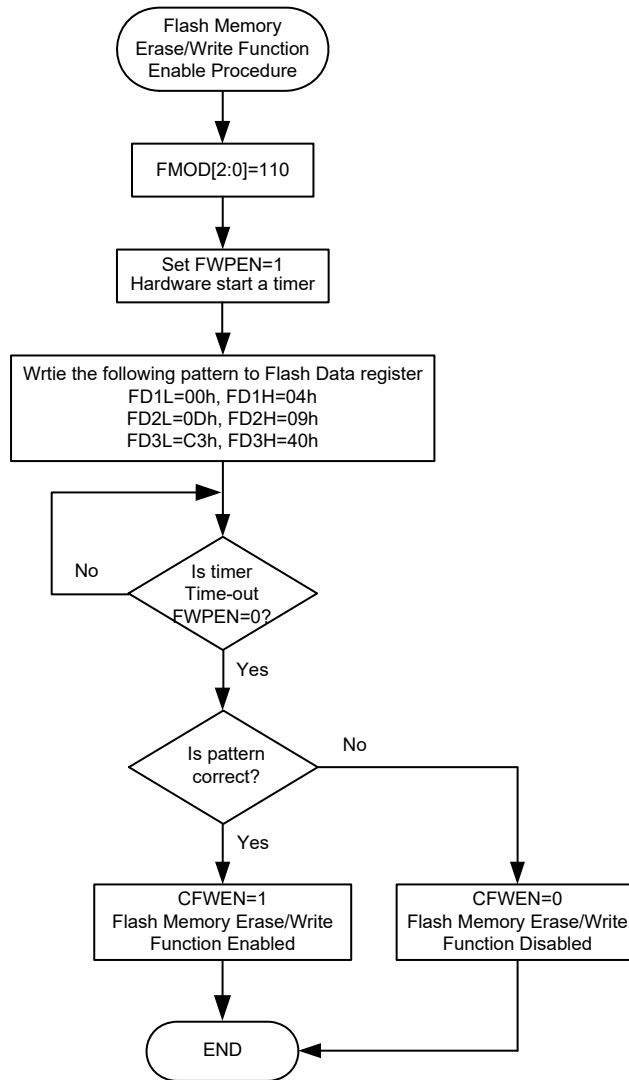 Flash Memory
Erase/Write Function
Enable Procedure
FMOD[2:0]=110
Set FWPEN=1
Hardware start a timer
Wrtie the following pattern to Flash Data register
FD1L=00h, FD1H=04h
FD2L=0Dh, FD2H=09h
FD3L=C3h, FD3H=40h
No
Is timer
Time-out
FWPEN=0?
Yes
Is pattern
correct?
No
Yes
CFWEN=1
Flash Memory Erase/Write
Function Enabled
CFWEN=0
Flash Memory Erase/Write
Function Disabled
END